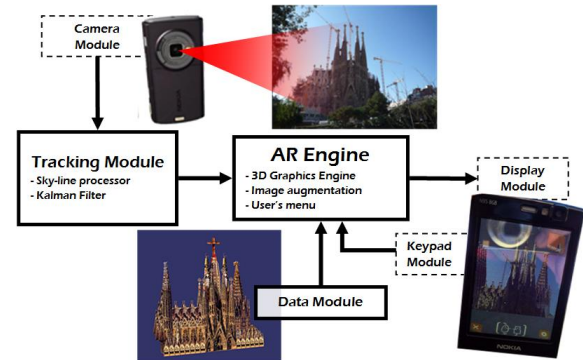 Camera
Module
NOKIA
Tracking Module
- Sky-line processor
- Kalman Filter
AR Engine
- 3D Graphics Engine
- Image augmentation
- User's menu
Display
Module
Keypad
Module
Data Module
NOKIA